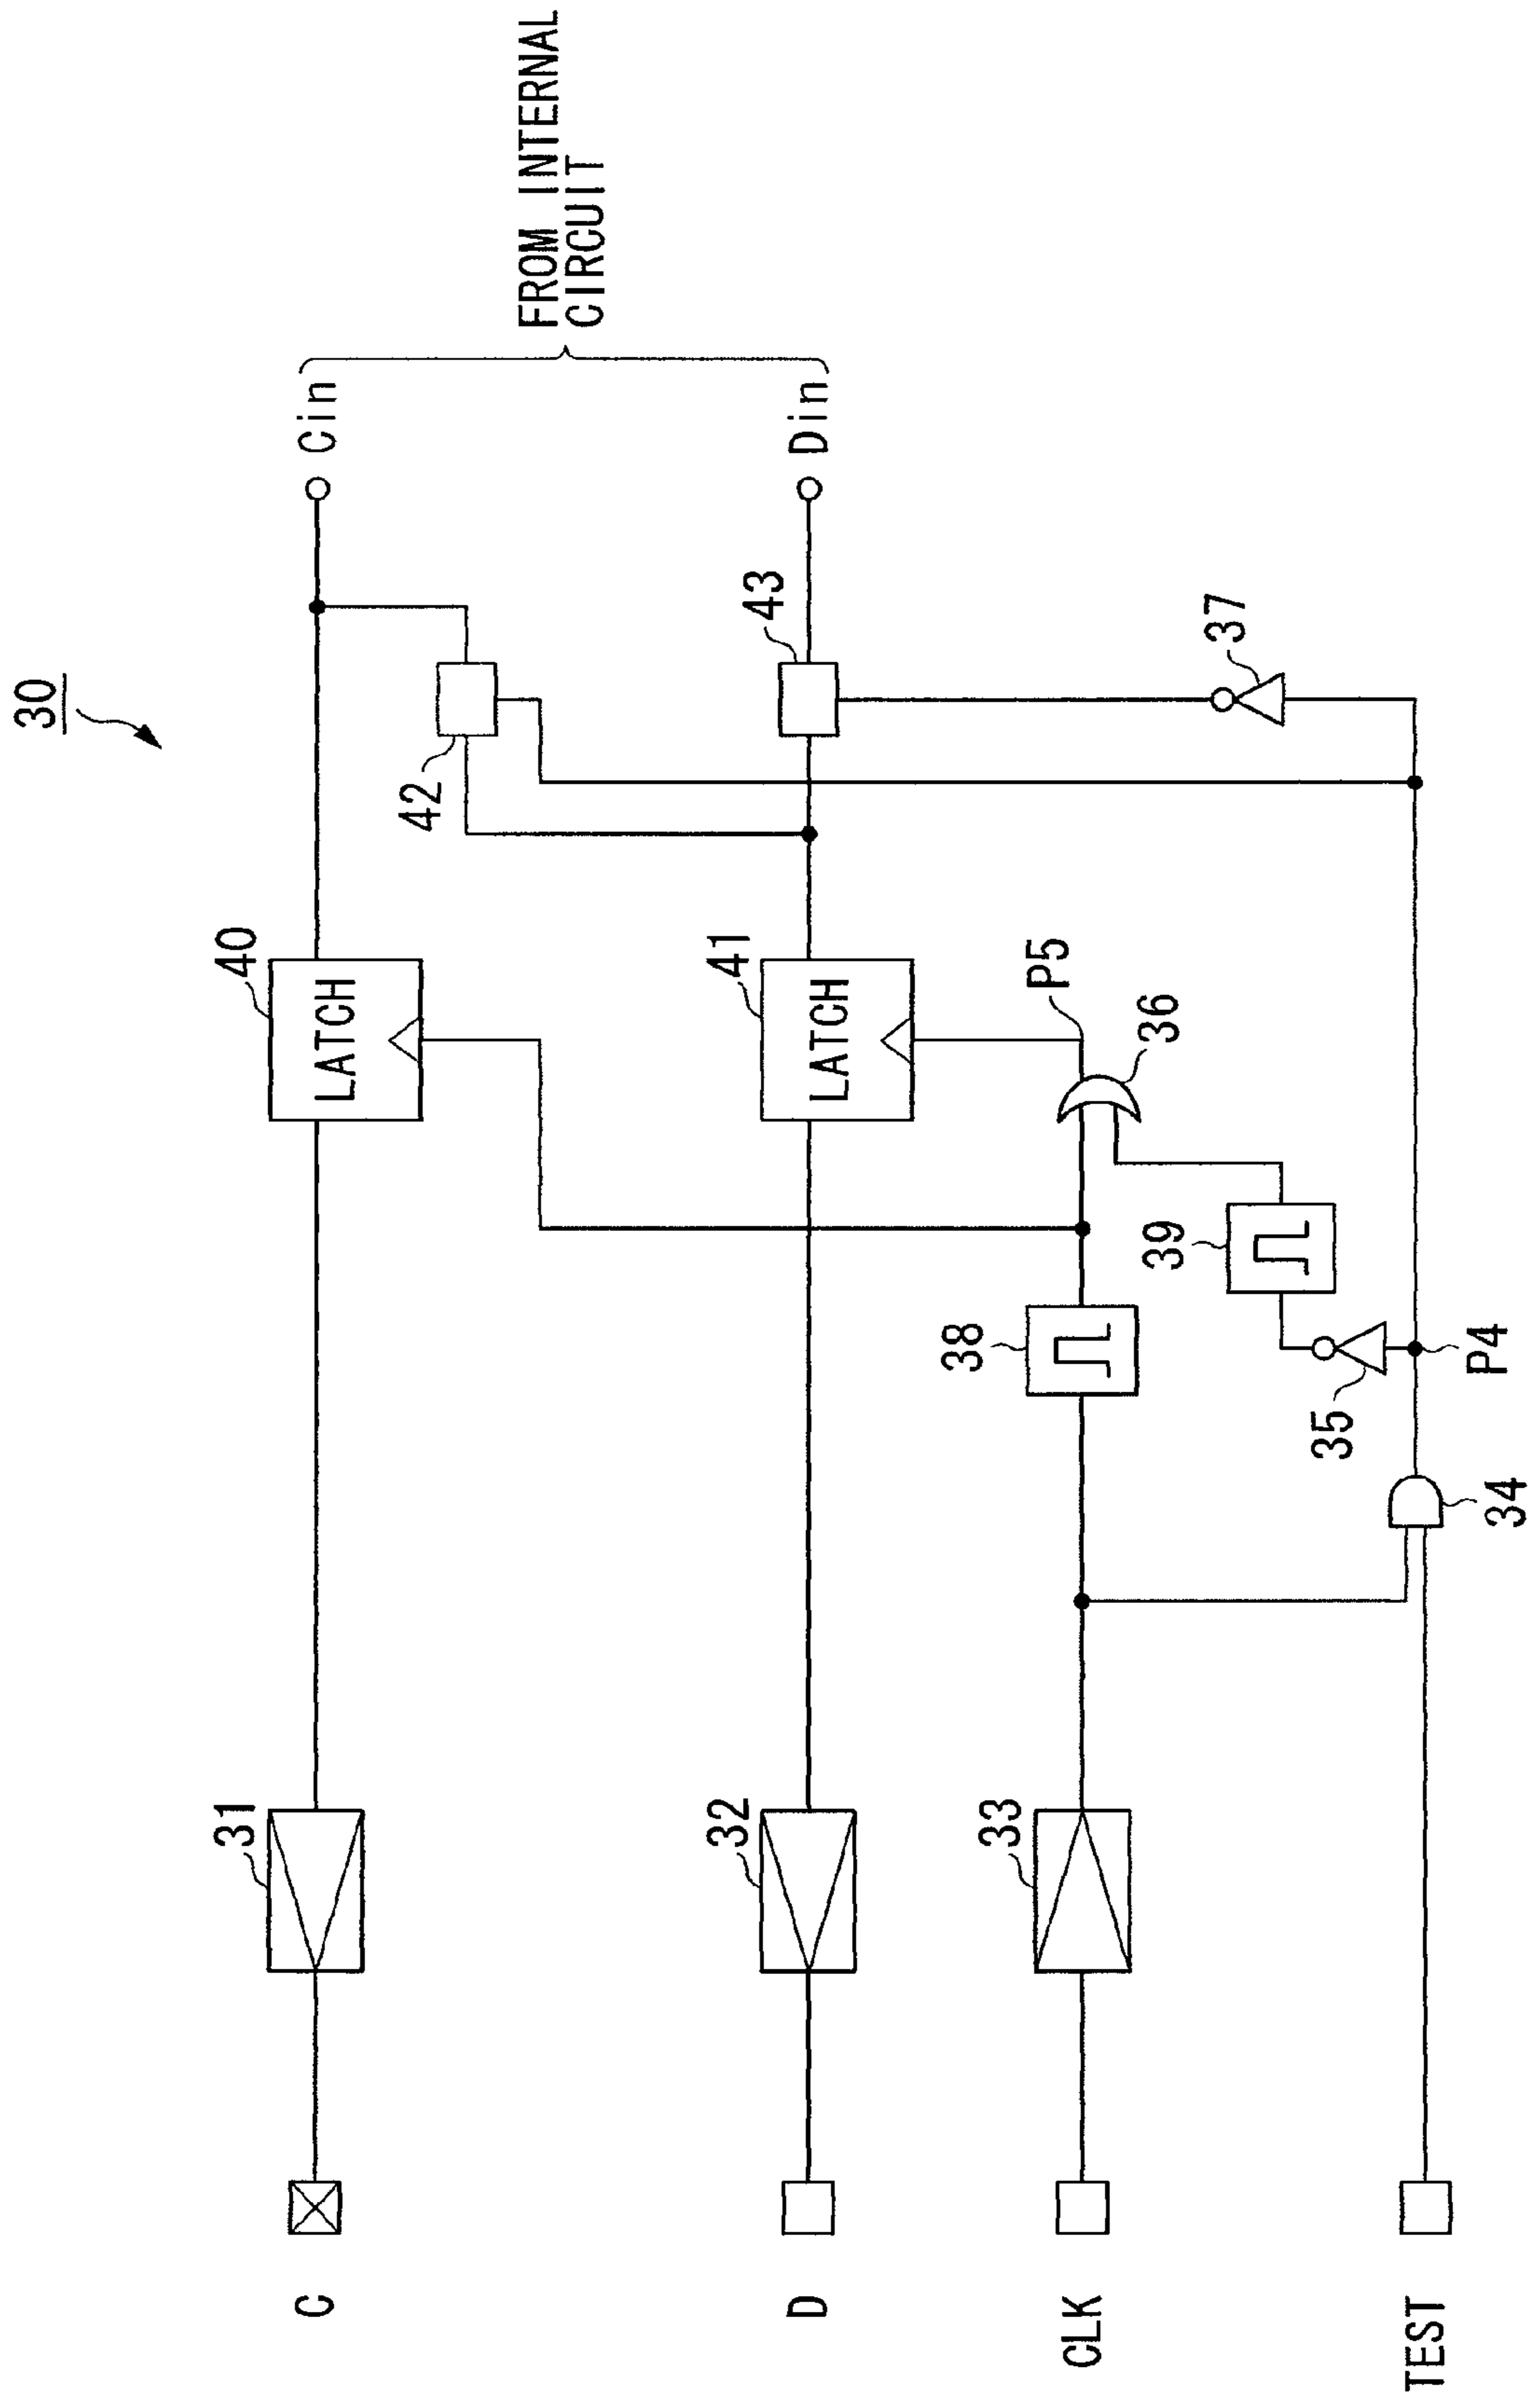 30
C
31
40
LATCH
Cin
42
FROM INTERNAL
CIRCUIT
D
32
41
LATCH
43
Din
CLK
33
38
P5
36
39
37
TEST
34
35
P4